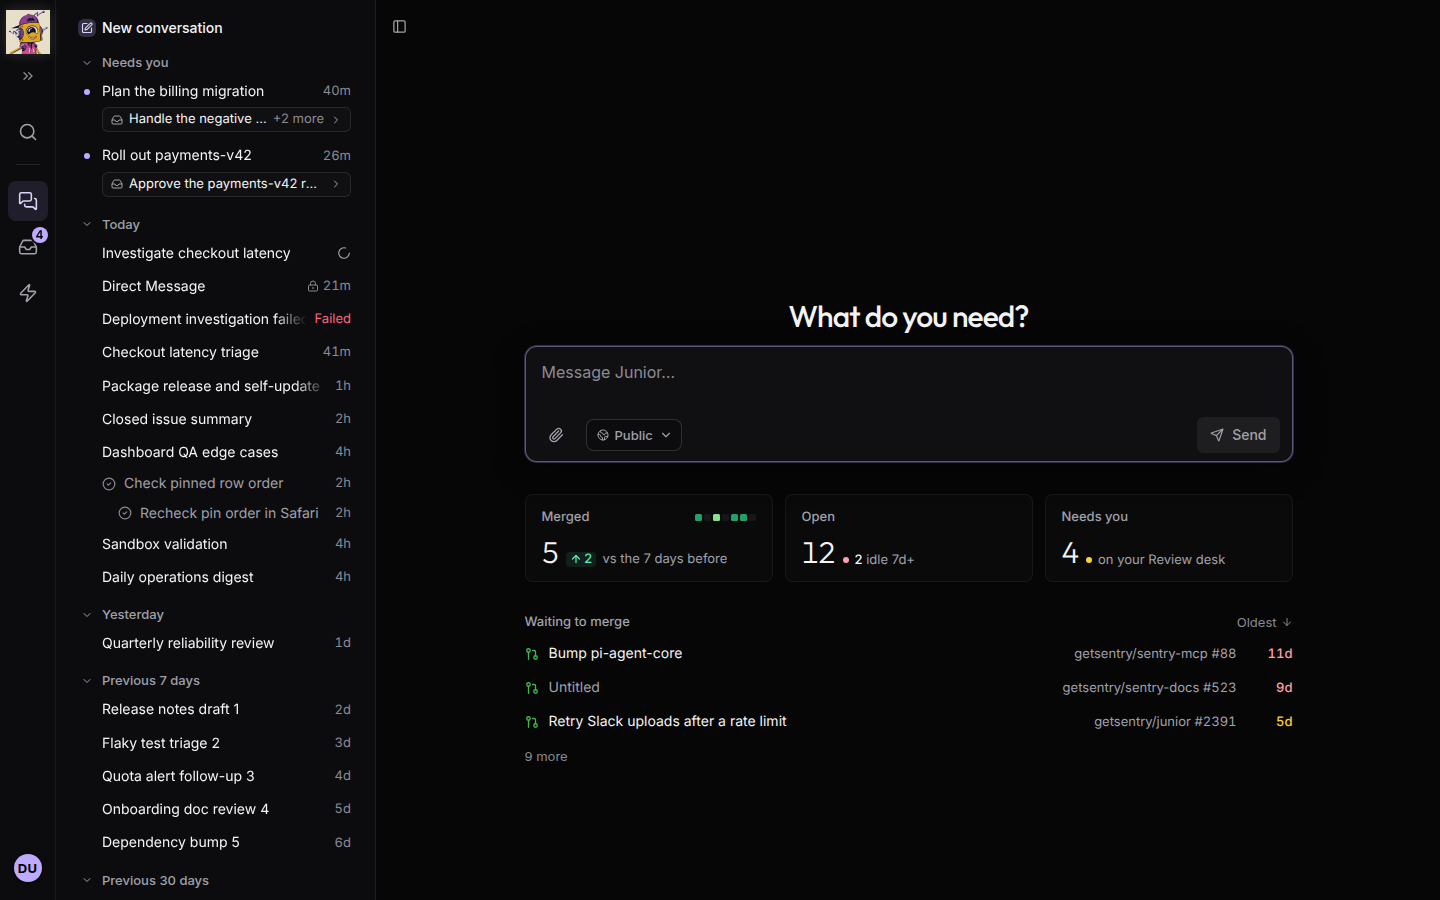 New conversation
Needs you
Plan the billing migration 40m
Handle the negative ... +2 more
Roll out payments-v42 26m
Approve the payments-v42 r...
Today
Investigate checkout latency
Direct Message 21m
Deployment investigation failed Failed
Checkout latency triage 41m
Package release and self-update 1h
Closed issue summary 2h
Dashboard QA edge cases 4h
Check pinned row order 2h
Recheck pin order in Safari 2h
Sandbox validation 4h
Daily operations digest 4h
Yesterday
Quarterly reliability review 1d
Previous 7 days
Release notes draft 1 2d
Flaky test triage 2 3d
Quota alert follow-up 3 4d
Onboarding doc review 4 5d
Dependency bump 5 6d
Previous 30 days
4
DU
What do you need?
Message Junior...
Public
Send
Merged
5 2 vs the 7 days before
Open
12 2 idle 7d+
Needs you
4 on your Review desk
Waiting to merge Oldest
Bump pi-agent-core getsentry/sentry-mcp #88 11d
Untitled getsentry/sentry-docs #523 9d
Retry Slack uploads after a rate limit getsentry/junior #2391 5d
9 more